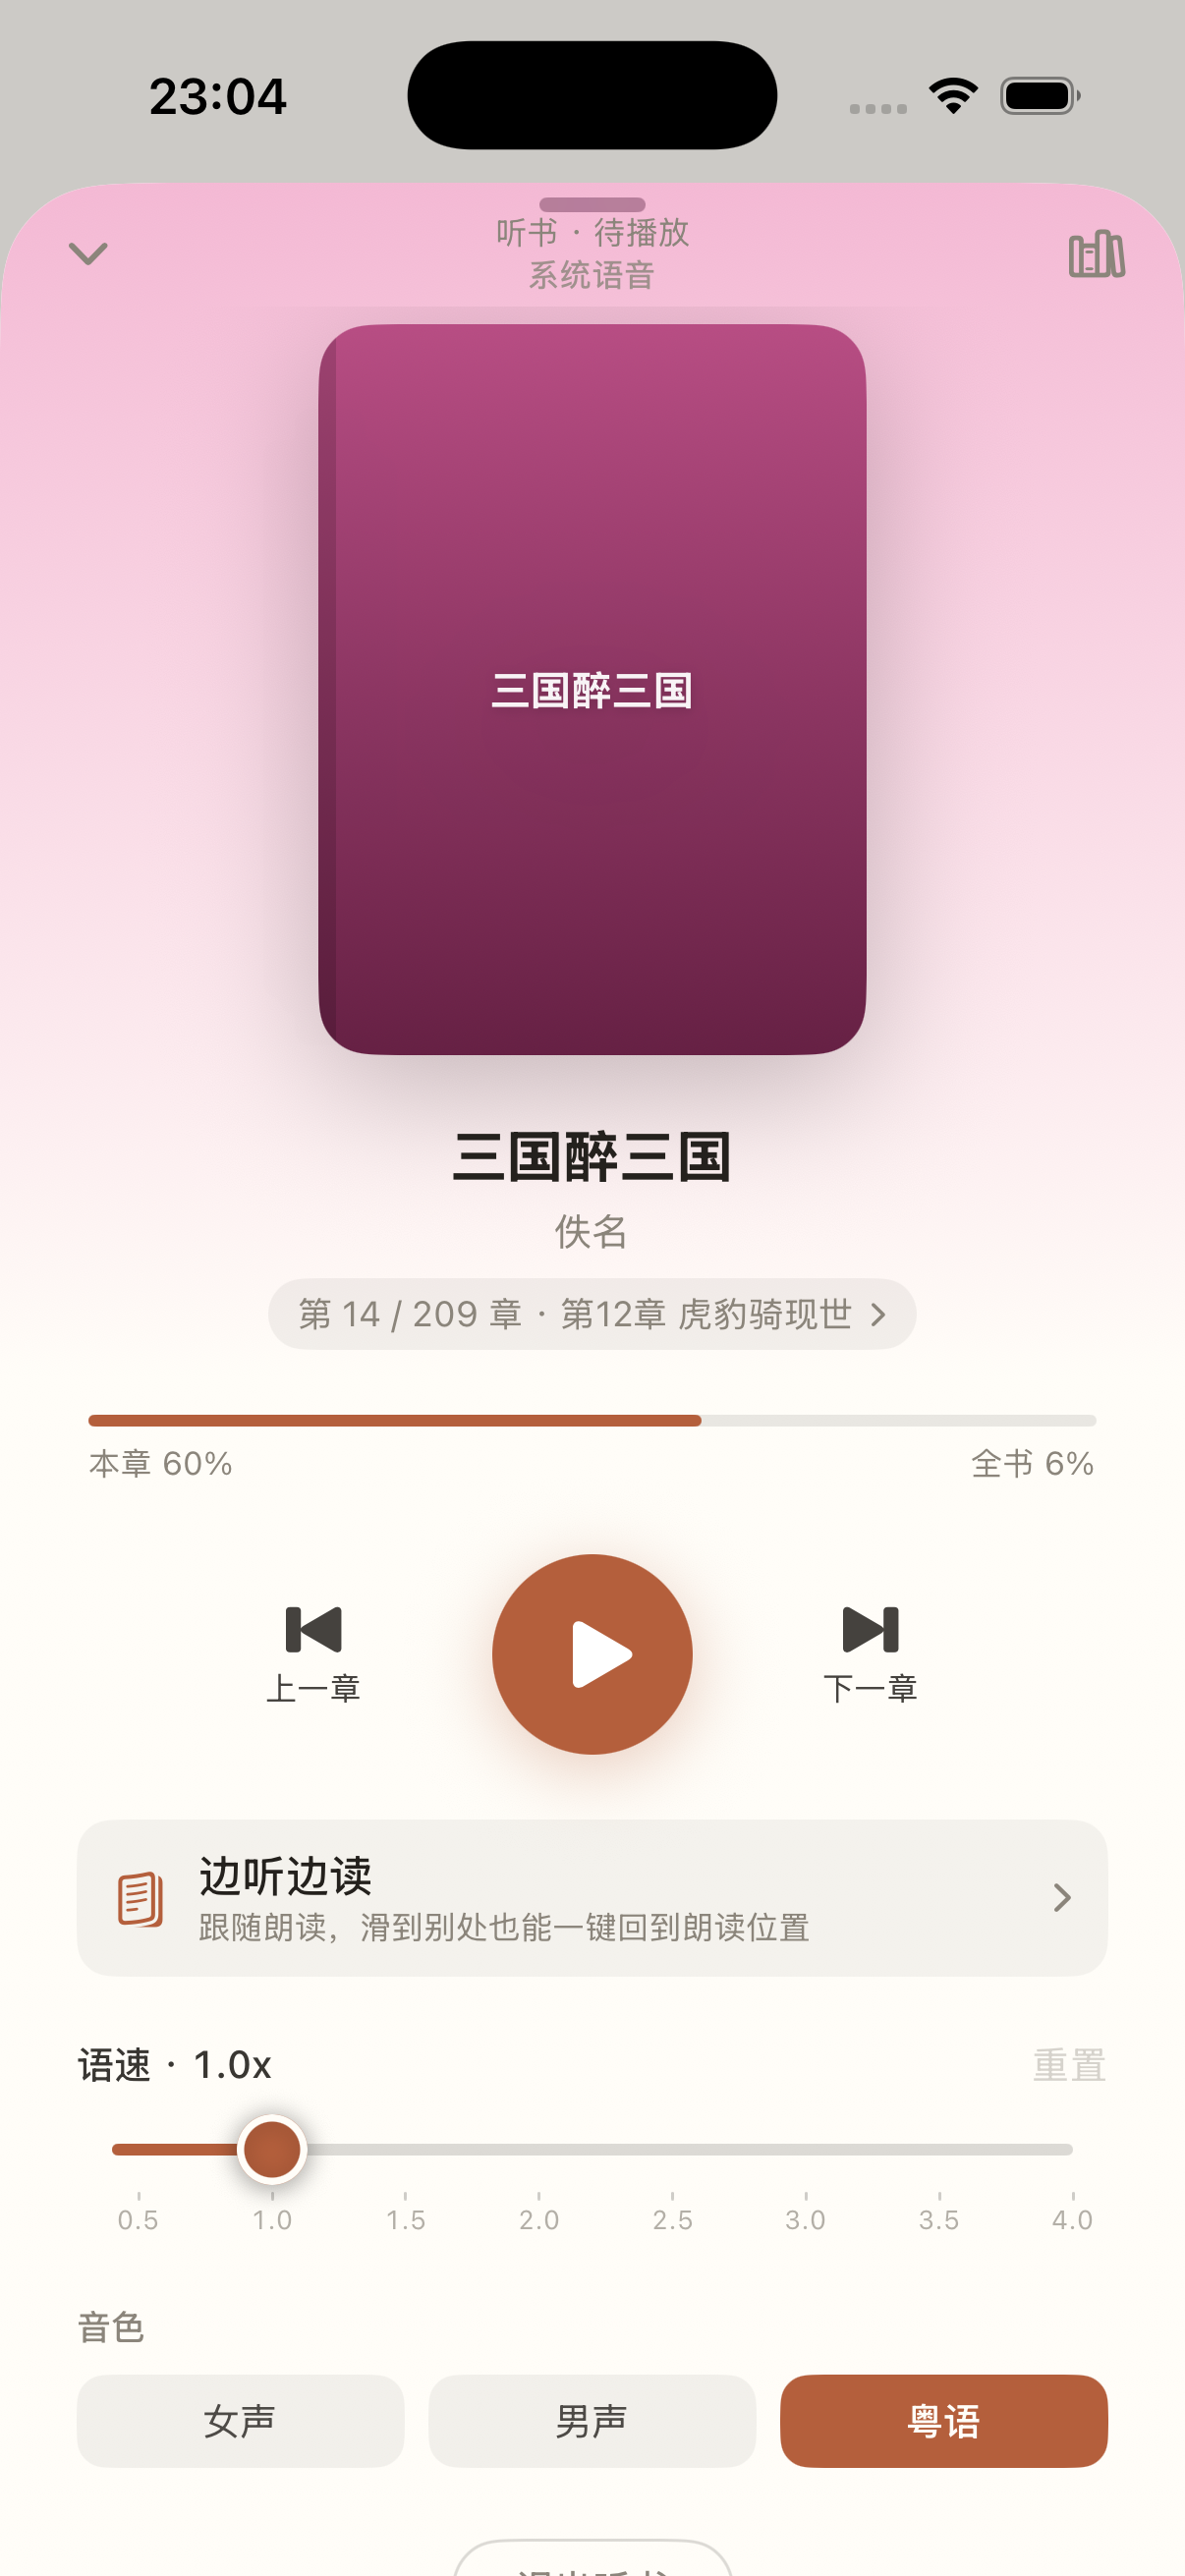 23:04
听书 · 待播放
系统语音
三国醉三国
三国醉三国
佚名
第 14 / 209 章 · 第12章 虎豹骑现世
本章 60%
全书 6%
上一章
下一章
边听边读
跟随朗读，滑到别处也能一键回到朗读位置
语速 · 1.0x
重置
0.5 1.0 1.5 2.0 2.5 3.0 3.5 4.0
音色
女声
男声
粤语